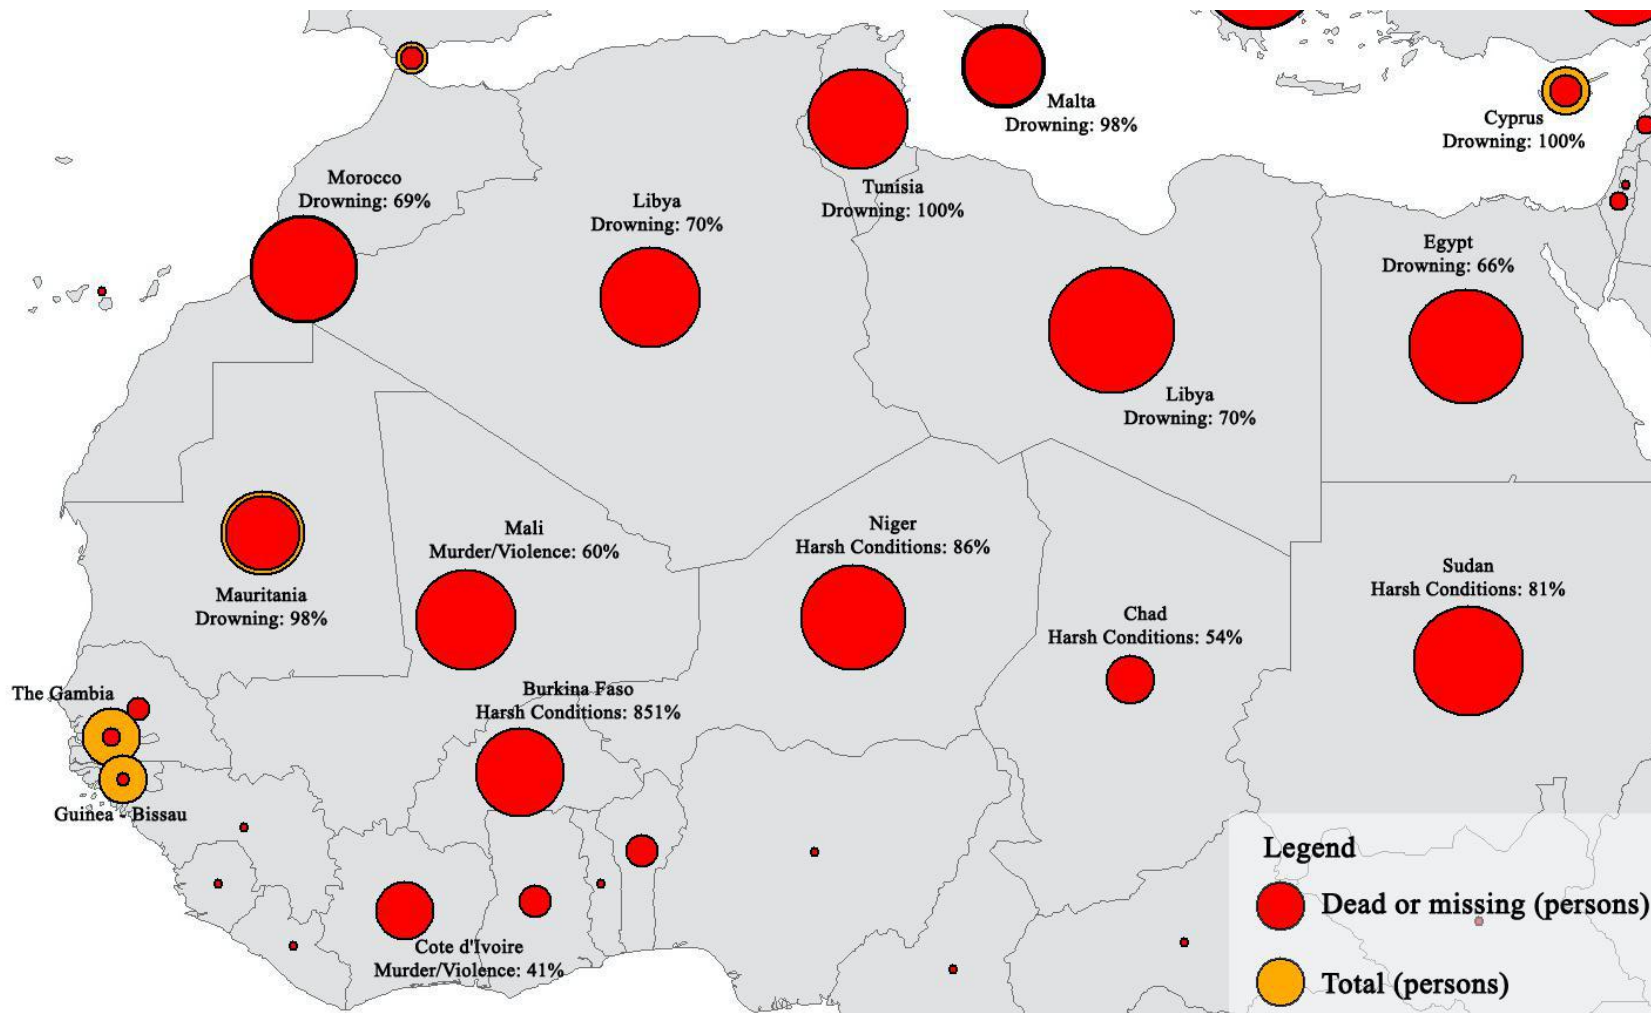 Malta
Drowning: 98%
Cyprus
Drowning: 100%
Morocco
Drowning: 69%
Libya
Drowning: 70%
Tunisia
Drowning: 100%
Egypt
Drowning: 66%
Libya
Drowning: 70%
Mali
Murder/Violence: 60%
Niger
Harsh Conditions: 86%
Sudan
Harsh Conditions: 81%
Mauritania
Drowning: 98%
Chad
Harsh Conditions: 54%
The Gambia
Burkina Faso
Harsh Conditions: 851%
Guinea - Bissau
Cote d'Ivoire
Murder/Violence: 41%
Legend
Dead or missing (persons)
Total (persons)